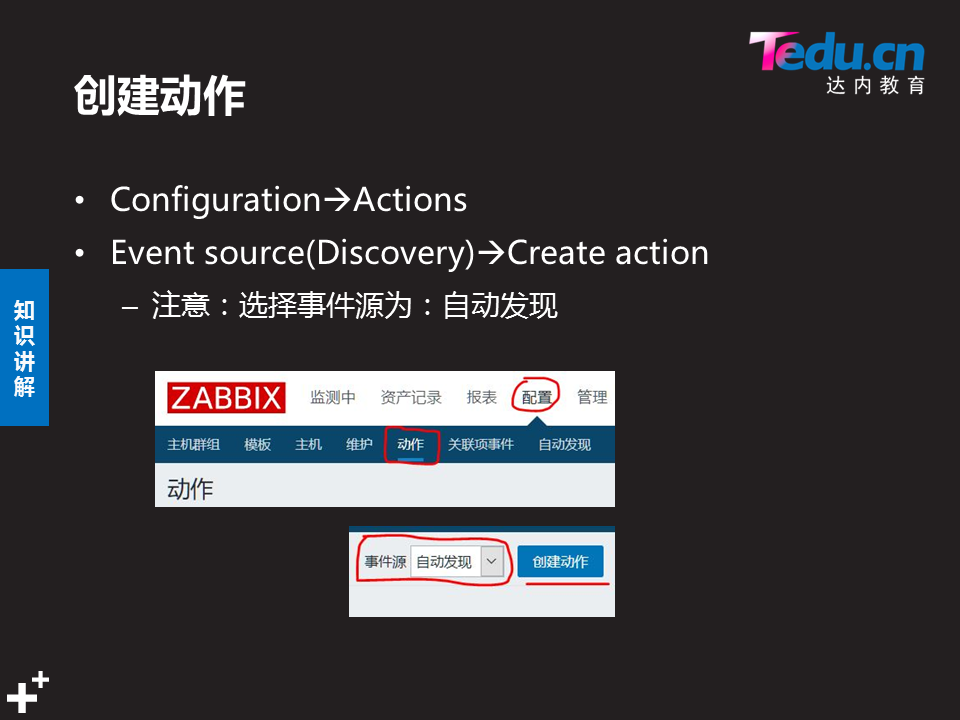 Tedu.cn
达内教育
创建动作
• Configuration→Actions
• Event source(Discovery)→Create action
– 注意：选择事件源为：自动发现
知
识
讲
解
ZABBIX 监测中 资产记录 报表 配置 管理
主机群组 模板 主机 维护 动作 关联项事件 自动发现
动作
事件源 自动发现 创建动作